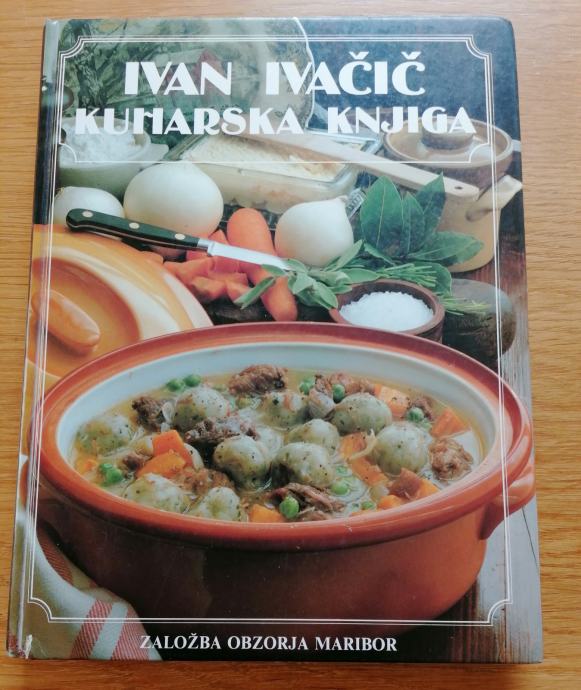 IVAN IVAČIČ
KUHARSKA KNJIGA
ZALOŽBA OBZORJA MARIBOR